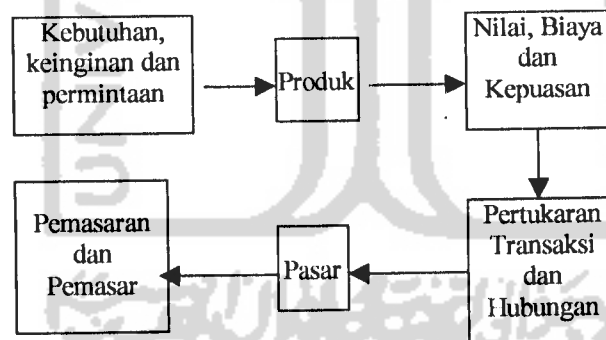 Kebutuhan,
keinginan dan
permintaan
Produk
Nilai, Biaya
dan
Kepuasan
Pertukaran
Transaksi
dan
Hubungan
Pasar
Pemasaran
dan
Pemasar